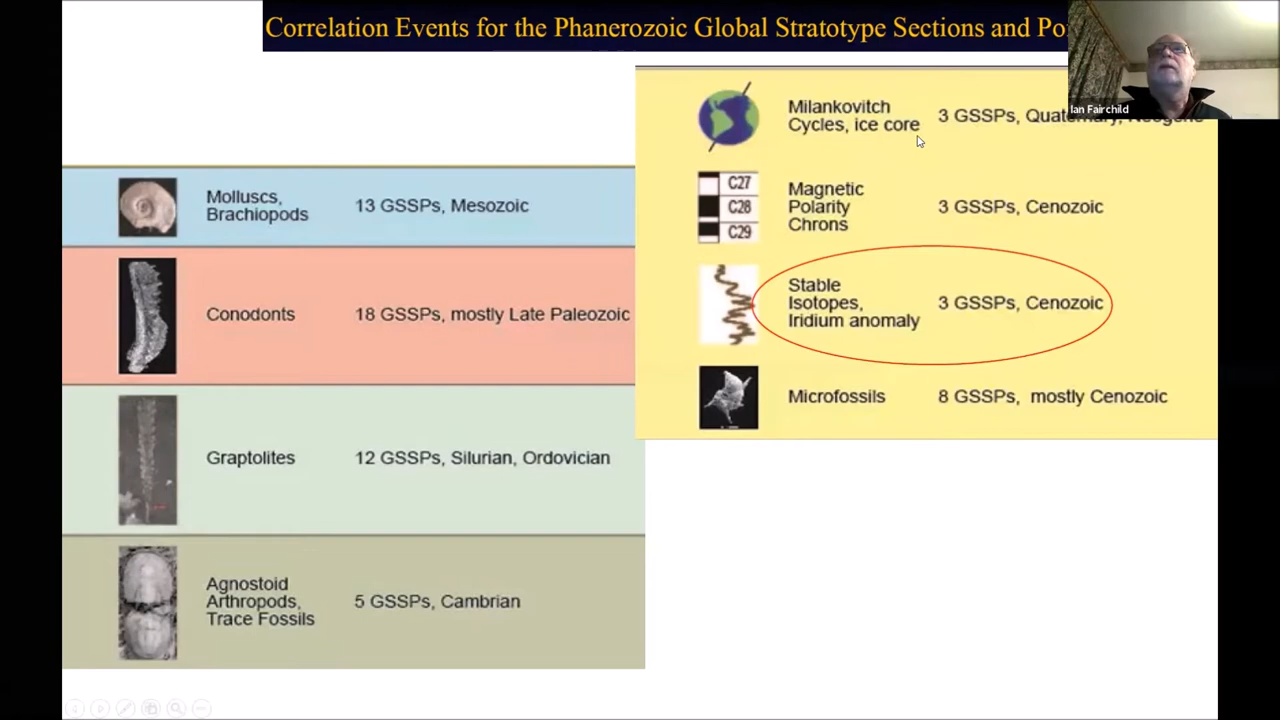 Correlation Events for the Phanerozoic Global Stratotype Sections and Po
Ian Fairchild
Molluscs,
Brachiopods
13 GSSPs, Mesozoic
Conodonts
18 GSSPs, mostly Late Paleozoic
Graptolites
12 GSSPs, Silurian, Ordovician
Agnostoid
Arthropods,
Trace Fossils
5 GSSPs, Cambrian
Milankovitch
Cycles, ice core
3 GSSPs, Quaternary, Neogene
C27
C28
C29
Magnetic
Polarity
Chrons
3 GSSPs, Cenozoic
Stable
Isotopes,
Iridium anomaly
3 GSSPs, Cenozoic
Microfossils
8 GSSPs, mostly Cenozoic